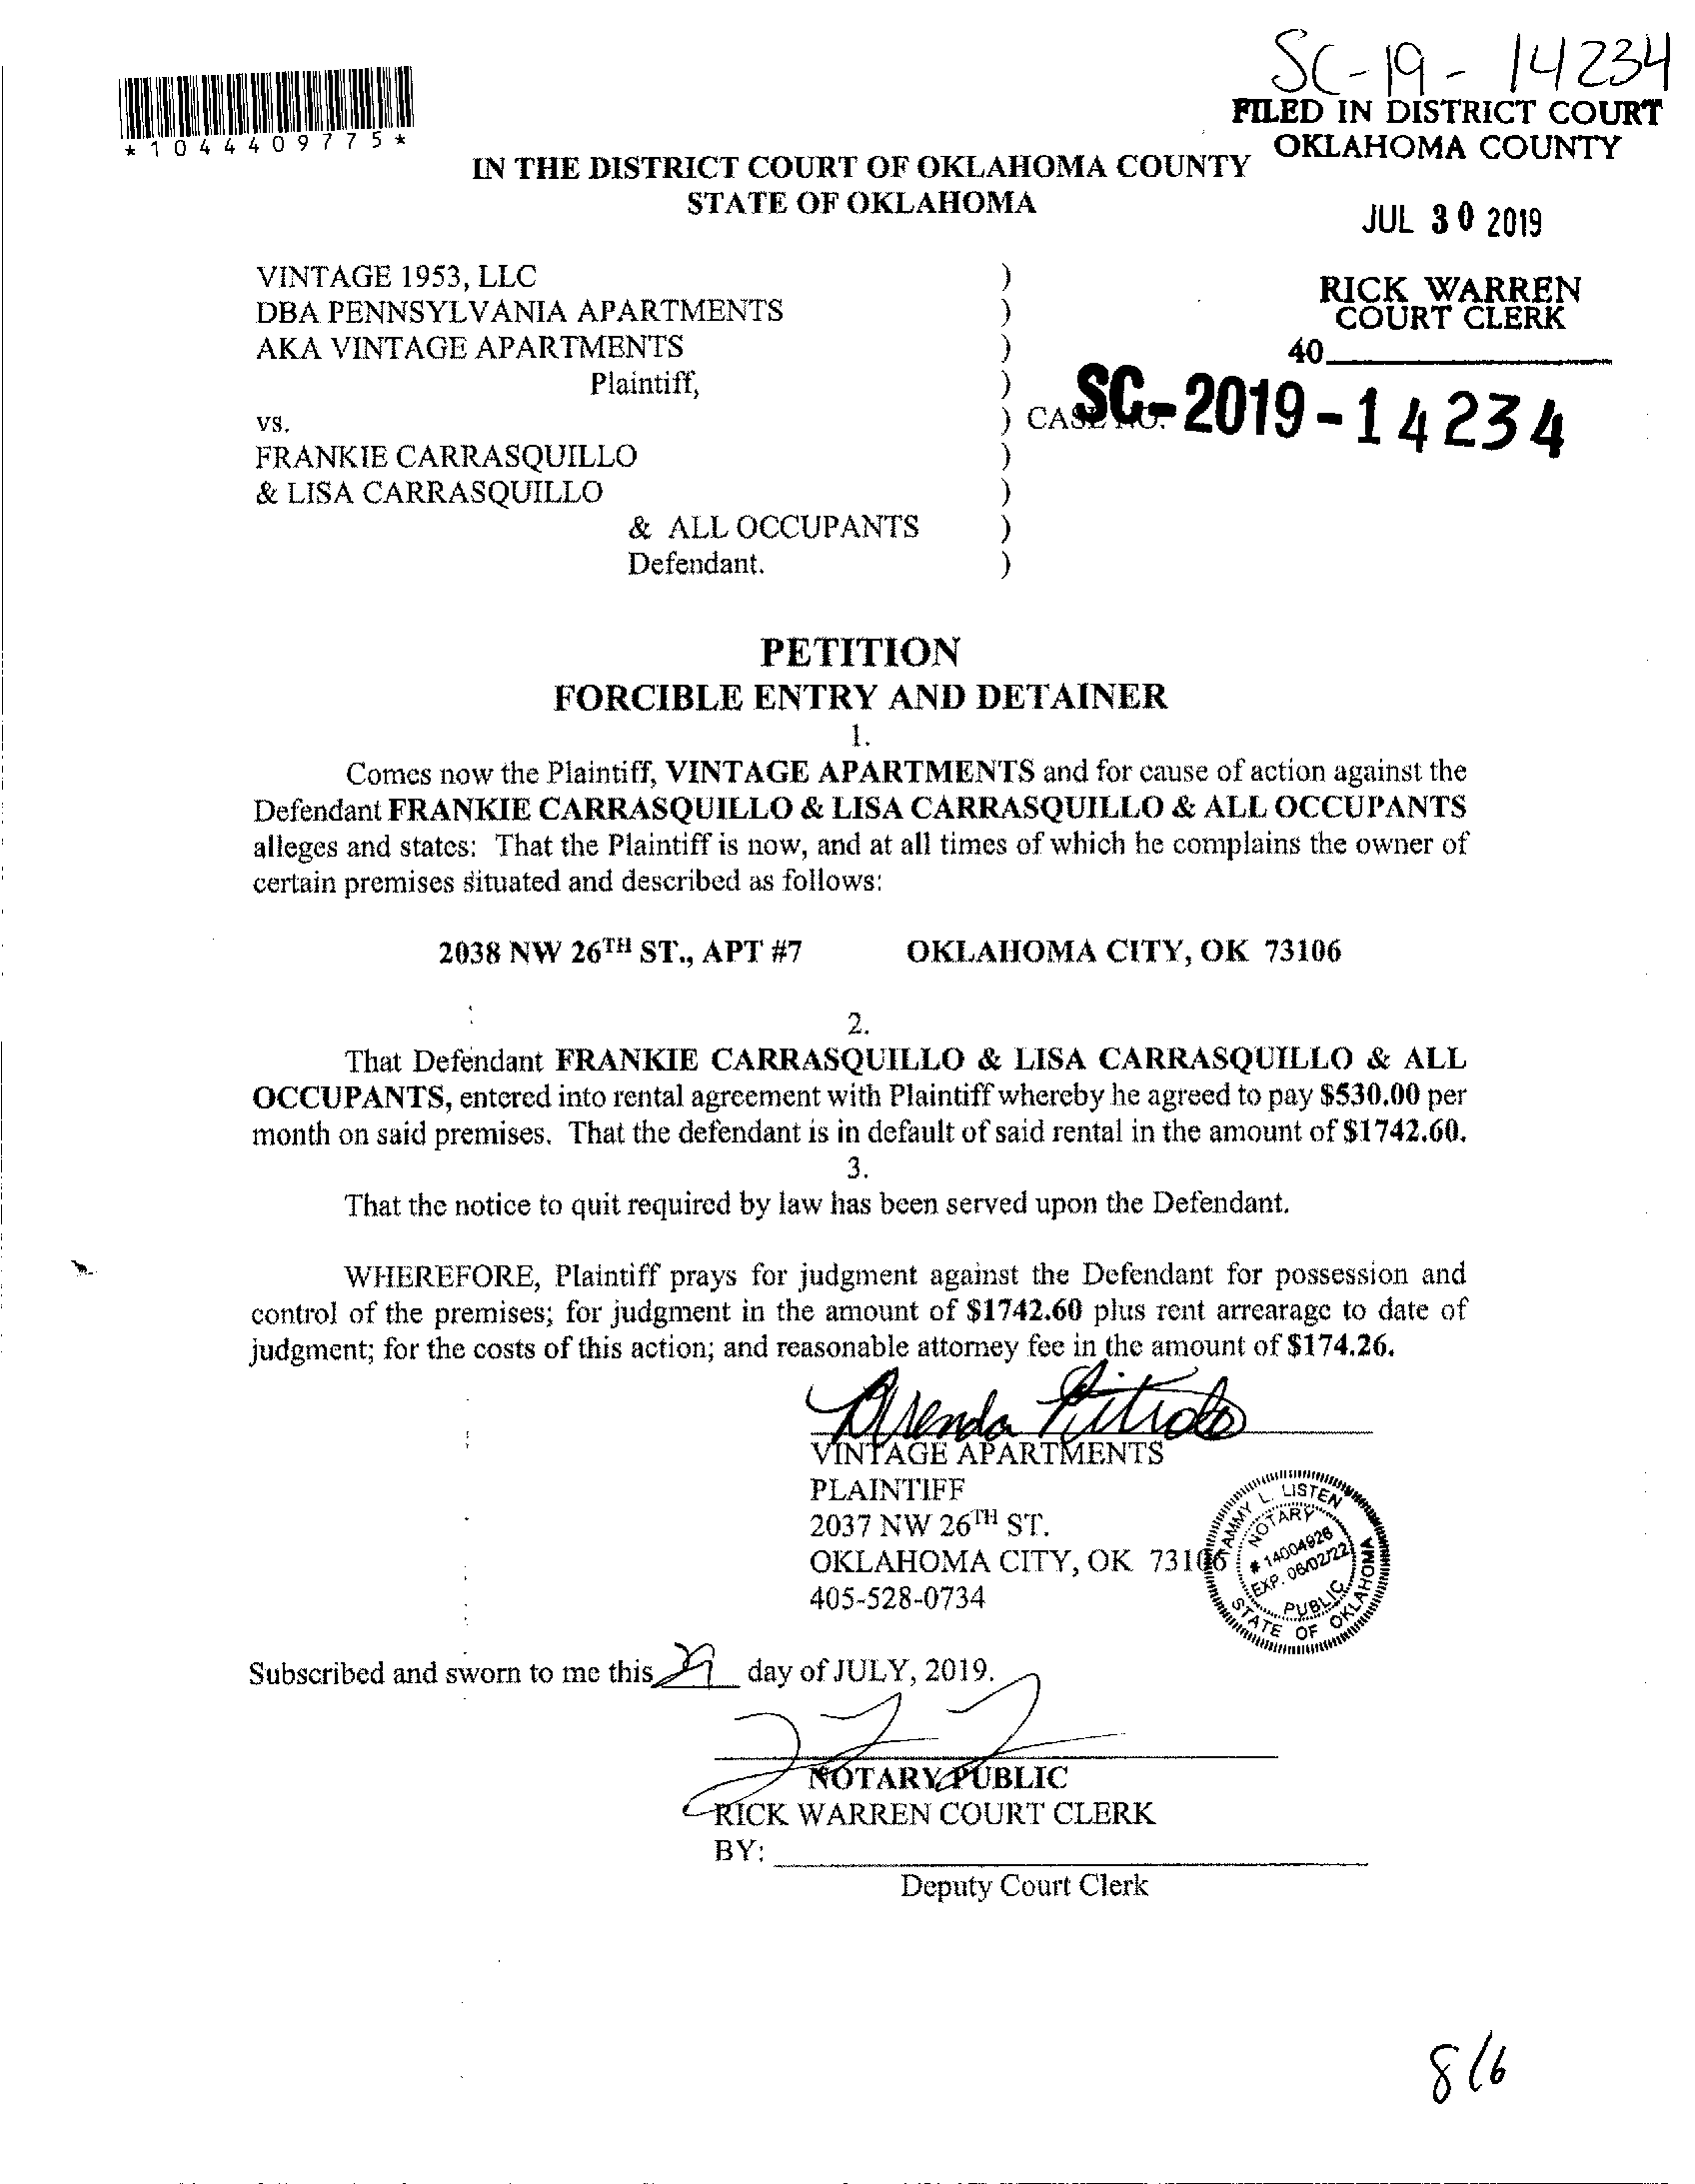 SC-19-14234
FILED IN DISTRICT COURT
OKLAHOMA COUNTY
*1044409775*
IN THE DISTRICT COURT OF OKLAHOMA COUNTY
STATE OF OKLAHOMA
JUL 30 2019
RICK WARREN
COURT CLERK
40
VINTAGE 1953, LLC )
DBA PENNSYLVANIA APARTMENTS )
AKA VINTAGE APARTMENTS )
Plaintiff, )
vs. ) CASE NO. SC-2019-14234
FRANKIE CARRASQUILLO )
& LISA CARRASQUILLO )
& ALL OCCUPANTS )
Defendant. )
PETITION
FORCIBLE ENTRY AND DETAINER
1.
Comes now the Plaintiff, VINTAGE APARTMENTS and for cause of action against the
Defendant FRANKIE CARRASQUILLO & LISA CARRASQUILLO & ALL OCCUPANTS
alleges and states: That the Plaintiff is now, and at all times of which he complains the owner of
certain premises situated and described as follows:
2038 NW 26TH ST., APT #7 OKLAHOMA CITY, OK 73106
2.
That Defendant FRANKIE CARRASQUILLO & LISA CARRASQUILLO & ALL
OCCUPANTS, entered into rental agreement with Plaintiff whereby he agreed to pay $530.00 per
month on said premises. That the defendant is in default of said rental in the amount of $1742.60.
3.
That the notice to quit required by law has been served upon the Defendant.
WHEREFORE, Plaintiff prays for judgment against the Defendant for possession and
control of the premises; for judgment in the amount of $1742.60 plus rent arrearage to date of
judgment; for the costs of this action; and reasonable attorney fee in the amount of $174.26.
Brenda
VINTAGE APARTMENTS
PLAINTIFF
2037 NW 26TH ST.
OKLAHOMA CITY, OK 73106
405-528-0734
TAMMY L. LISTEN
NOTARY
# 14004926
EXP. 06/02/22
PUBLIC
STATE OF OKLAHOMA
Subscribed and sworn to me this 29 day of JULY, 2019.
NOTARY PUBLIC
RICK WARREN COURT CLERK
BY:
Deputy Court Clerk
8/6